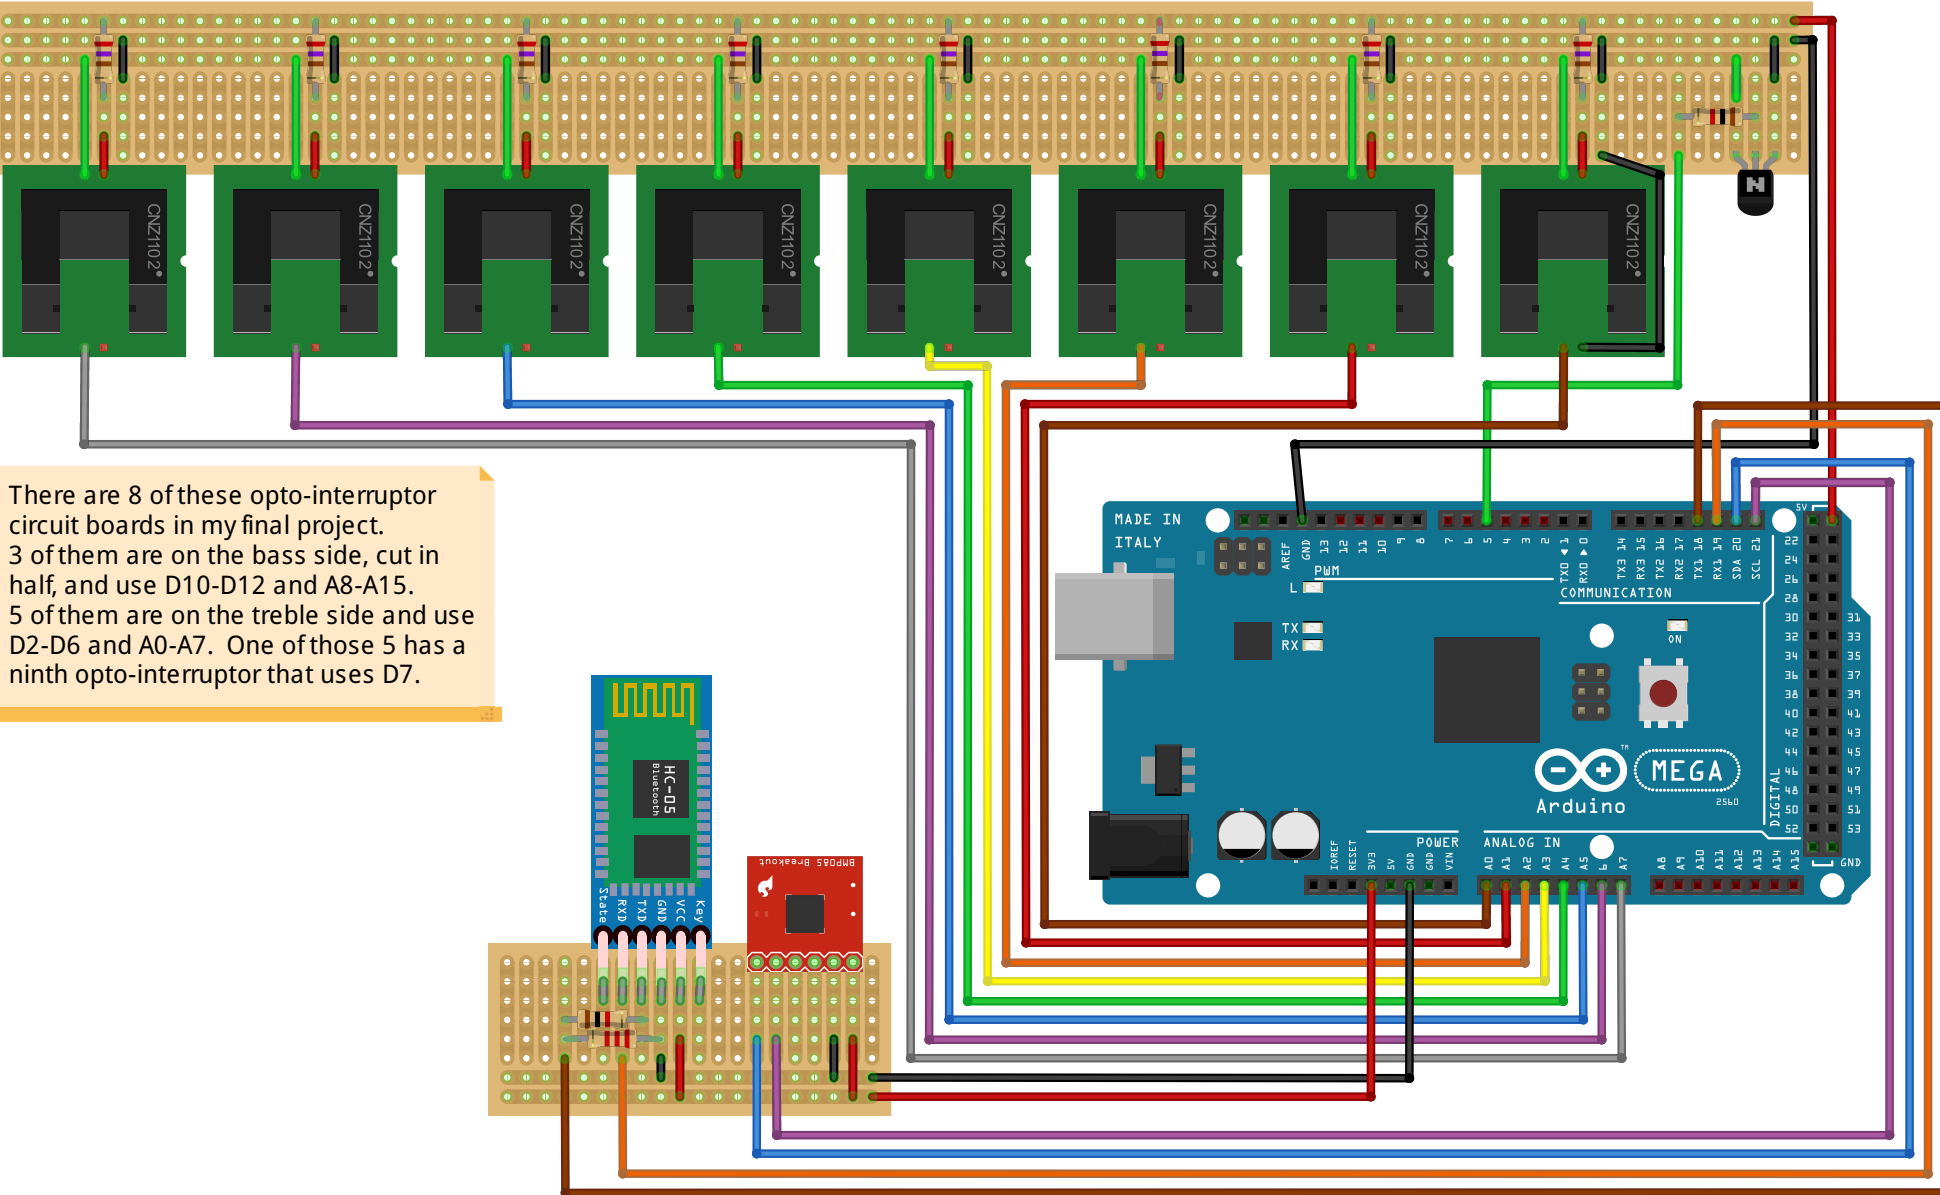 CNZ1102
CNZ1102
CNZ1102
CNZ1102
CNZ1102
CNZ1102
CNZ1102
CNZ1102
N
There are 8 of these opto-interruptor
circuit boards in my final project.
3 of them are on the bass side, cut in
half, and use D10-D12 and A8-A15.
5 of them are on the treble side and use
D2-D6 and A0-A7. One of those 5 has a
ninth opto-interruptor that uses D7.
MADE IN
ITALY
AREF
GND
13
12
11
10
9
8
7
6
5
4
3
2
TX0 1
RX0 0
TX3 14
RX3 15
TX2 16
RX2 17
TX1 18
RX1 19
SDA 20
SCL 21
PWM
COMMUNICATION
L
TX
RX
ON
5V
22
24
26
28
30 31
32 33
34 35
36 37
38 39
40 41
42 43
44 45
46 47
48 49
50 51
52 53
GND
DIGITAL
TM
MEGA
2560
Arduino
POWER
ANALOG IN
IOREF
RESET
3V3
5V
GND
GND
VIN
A0
A1
A2
A3
A4
A5
6
A7
A8
A9
A10
A11
A12
A13
A14
A15
HC-05
Bluetooth
State
RXD
TXD
GND
VCC
Key
BMP085 Breakout